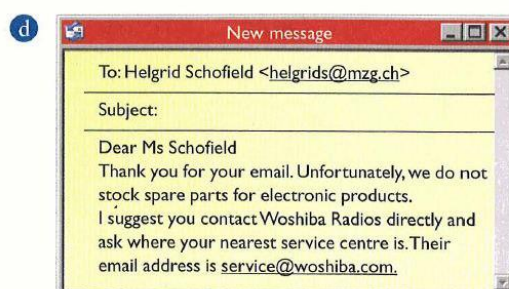 d
New message
To: Helgrid Schofield <helgrids@mzg.ch>
Subject:
Dear Ms Schofield
Thank you for your email. Unfortunately, we do not
stock spare parts for electronic products.
I suggest you contact Woshiba Radios directly and
ask where your nearest service centre is. Their
email address is service@woshiba.com.